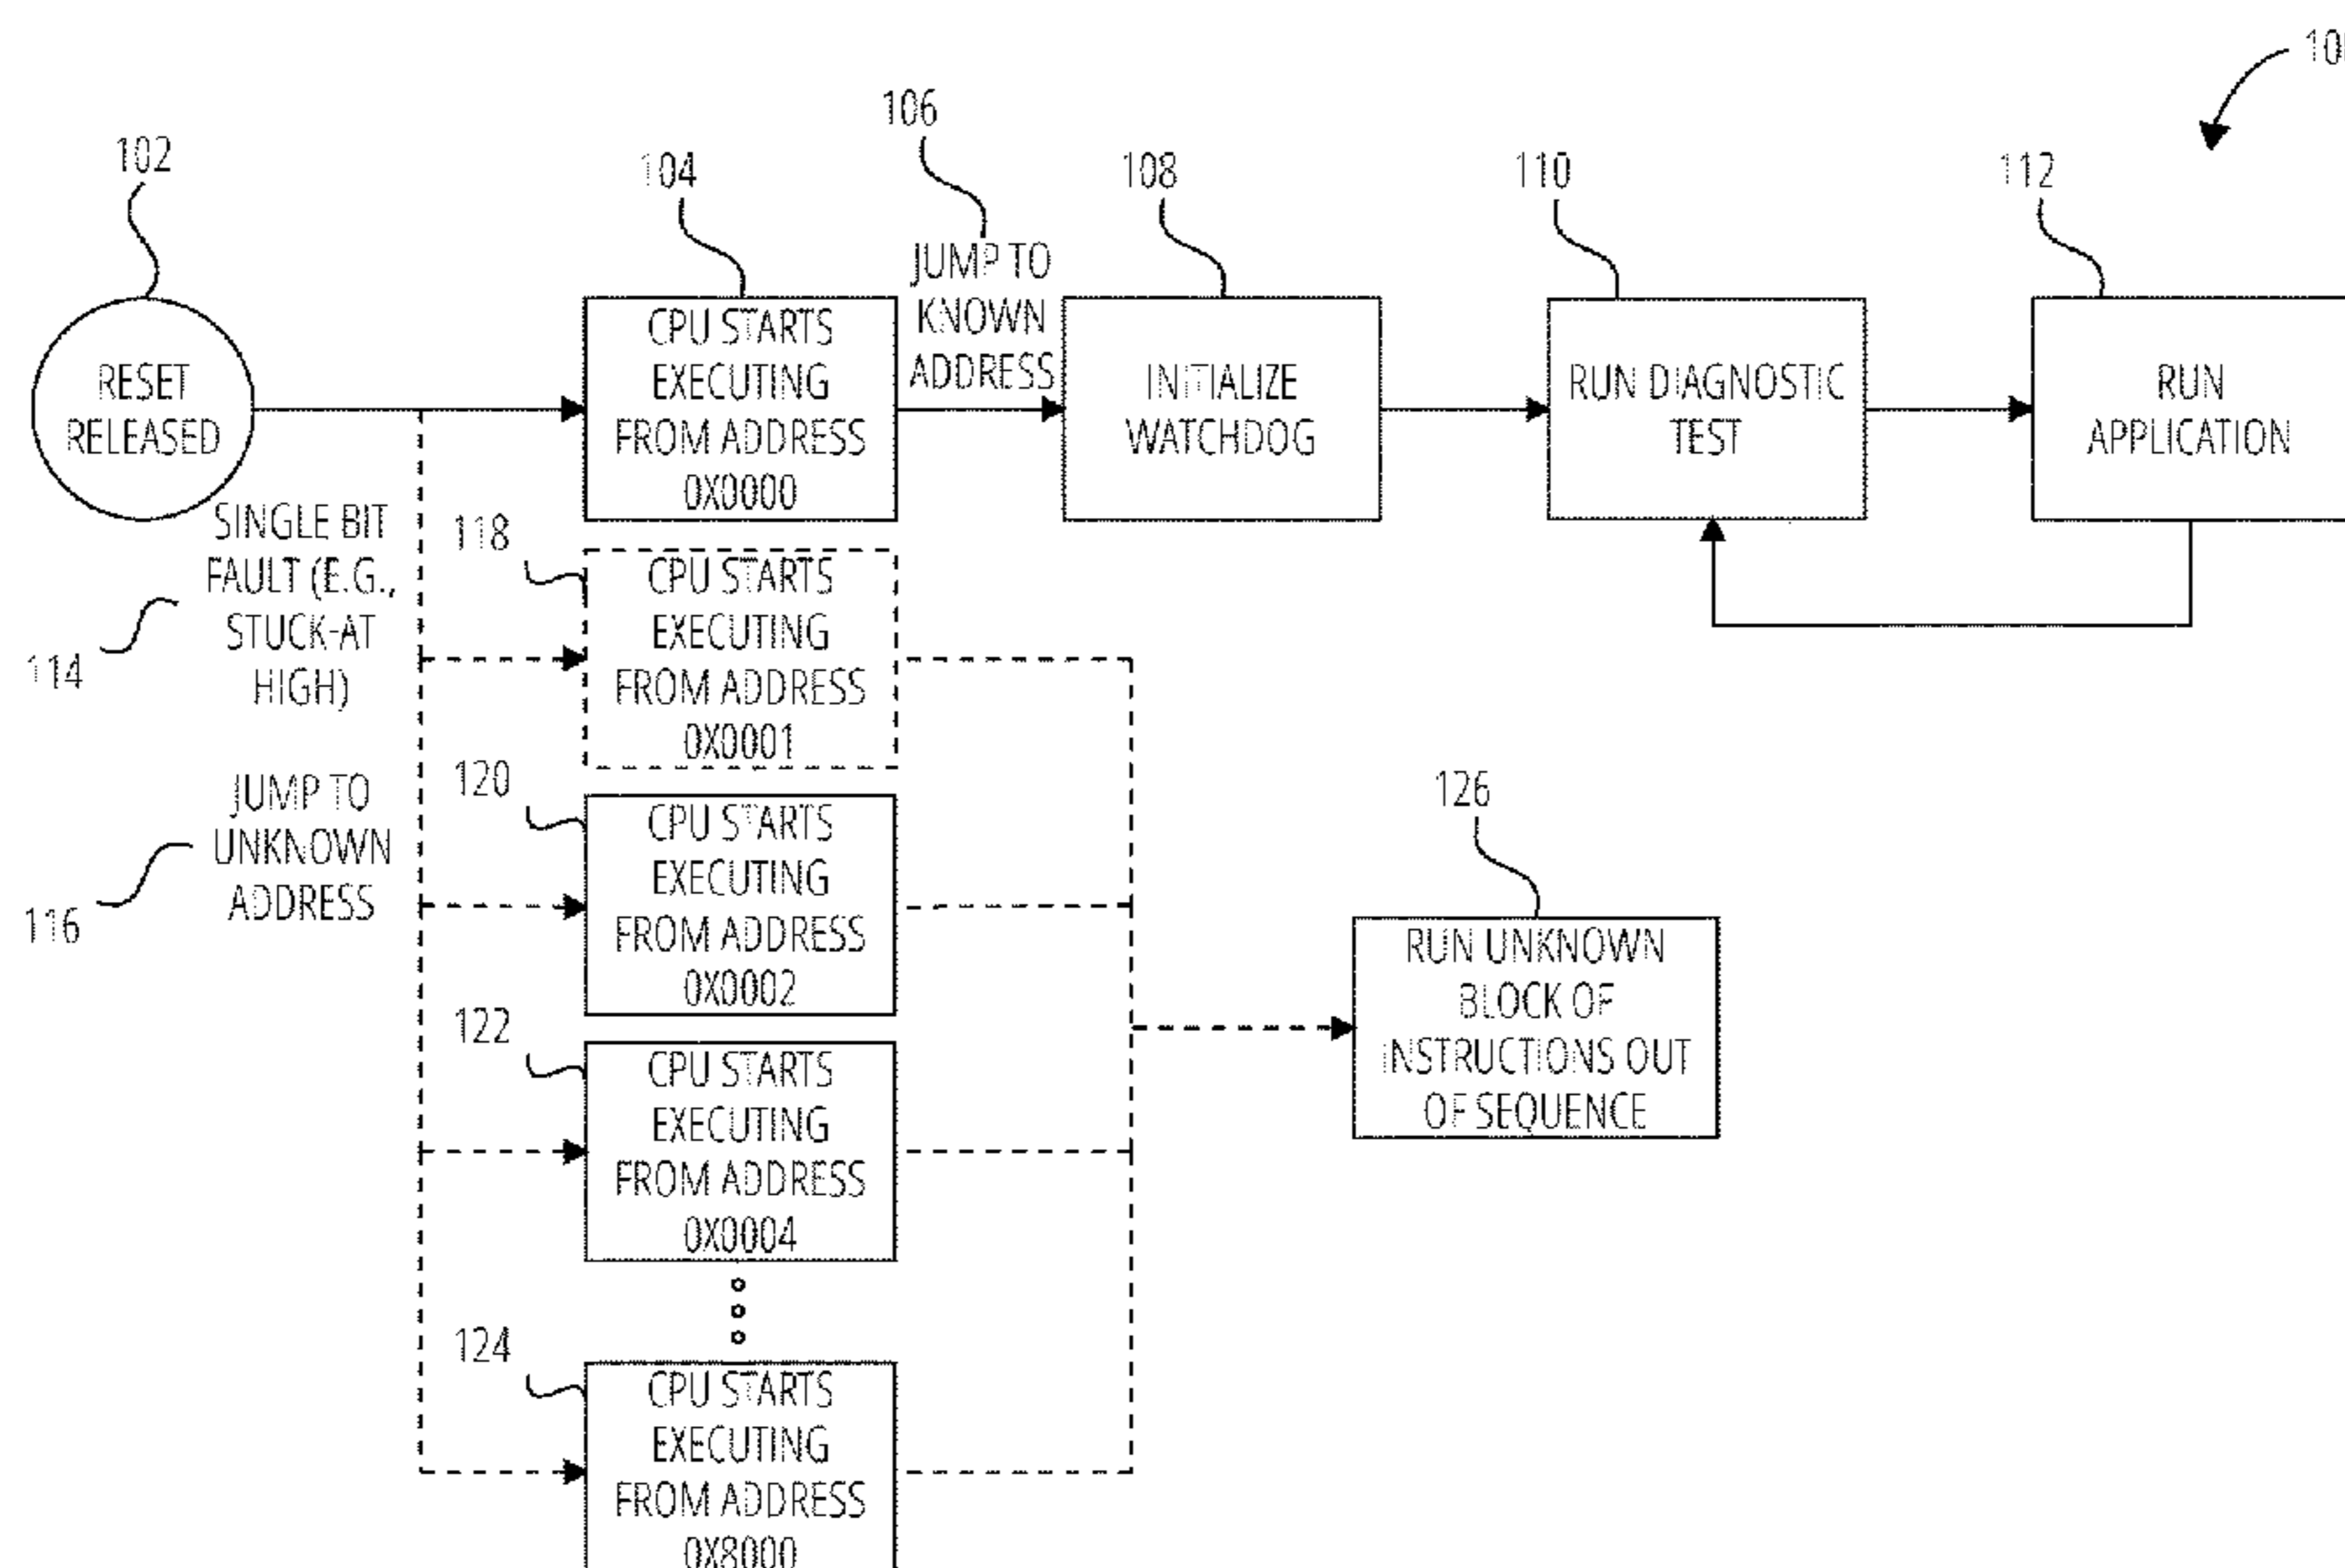 10
102
104
106
108
110
112
JUMP TO
KNOWN
ADDRESS
RESET
RELEASED
CPU STARTS
EXECUTING
FROM ADDRESS
0X0000
INITIALIZE
WATCHDOG
RUN DIAGNOSTIC
TEST
RUN
APPLICATION
114
SINGLE BIT
FAULT (E.G.,
STUCK-AT
HIGH)
118
CPU STARTS
EXECUTING
FROM ADDRESS
0X0001
116
JUMP TO
UNKNOWN
ADDRESS
120
CPU STARTS
EXECUTING
FROM ADDRESS
0X0002
126
RUN UNKNOWN
BLOCK OF
INSTRUCTIONS OUT
OF SEQUENCE
122
CPU STARTS
EXECUTING
FROM ADDRESS
0X0004
124
CPU STARTS
EXECUTING
FROM ADDRESS
0X8000